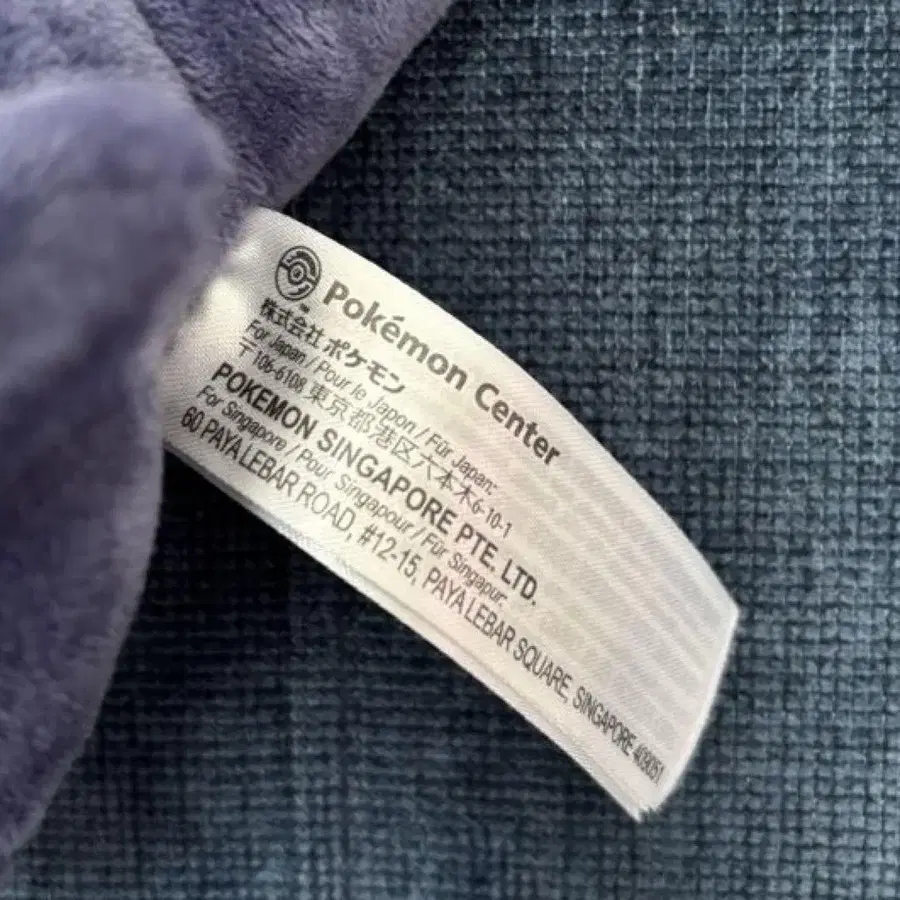 Pokémon Center
株式会社ポケモン
For Japan / Pour le Japon / Für Japan:
〒106-6108 東京都港区六本木6-10-1
POKEMON SINGAPORE PTE. LTD.
For Singapore / Pour Singapour / Für Singapur:
60 PAYA LEBAR ROAD, #12-15, PAYA LEBAR SQUARE, SINGAPORE 409051